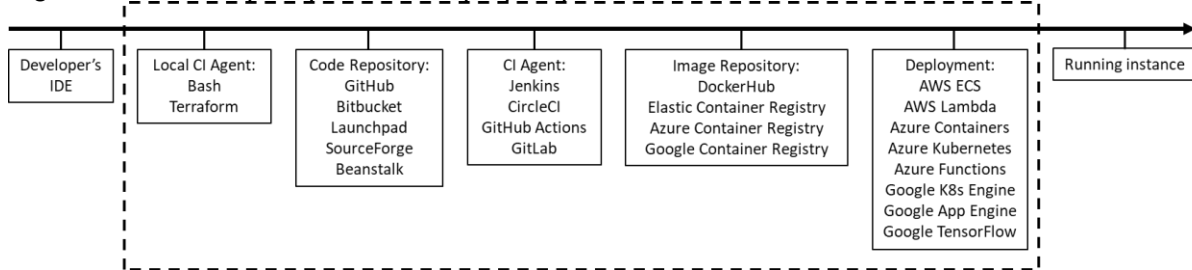 Developer's
IDE
Local CI Agent:
Bash
Terraform
Code Repository:
GitHub
Bitbucket
Launchpad
SourceForge
Beanstalk
CI Agent:
Jenkins
CircleCI
GitHub Actions
GitLab
Image Repository:
DockerHub
Elastic Container Registry
Azure Container Registry
Google Container Registry
Deployment:
AWS ECS
AWS Lambda
Azure Containers
Azure Kubernetes
Azure Functions
Google K8s Engine
Google App Engine
Google TensorFlow
Running instance